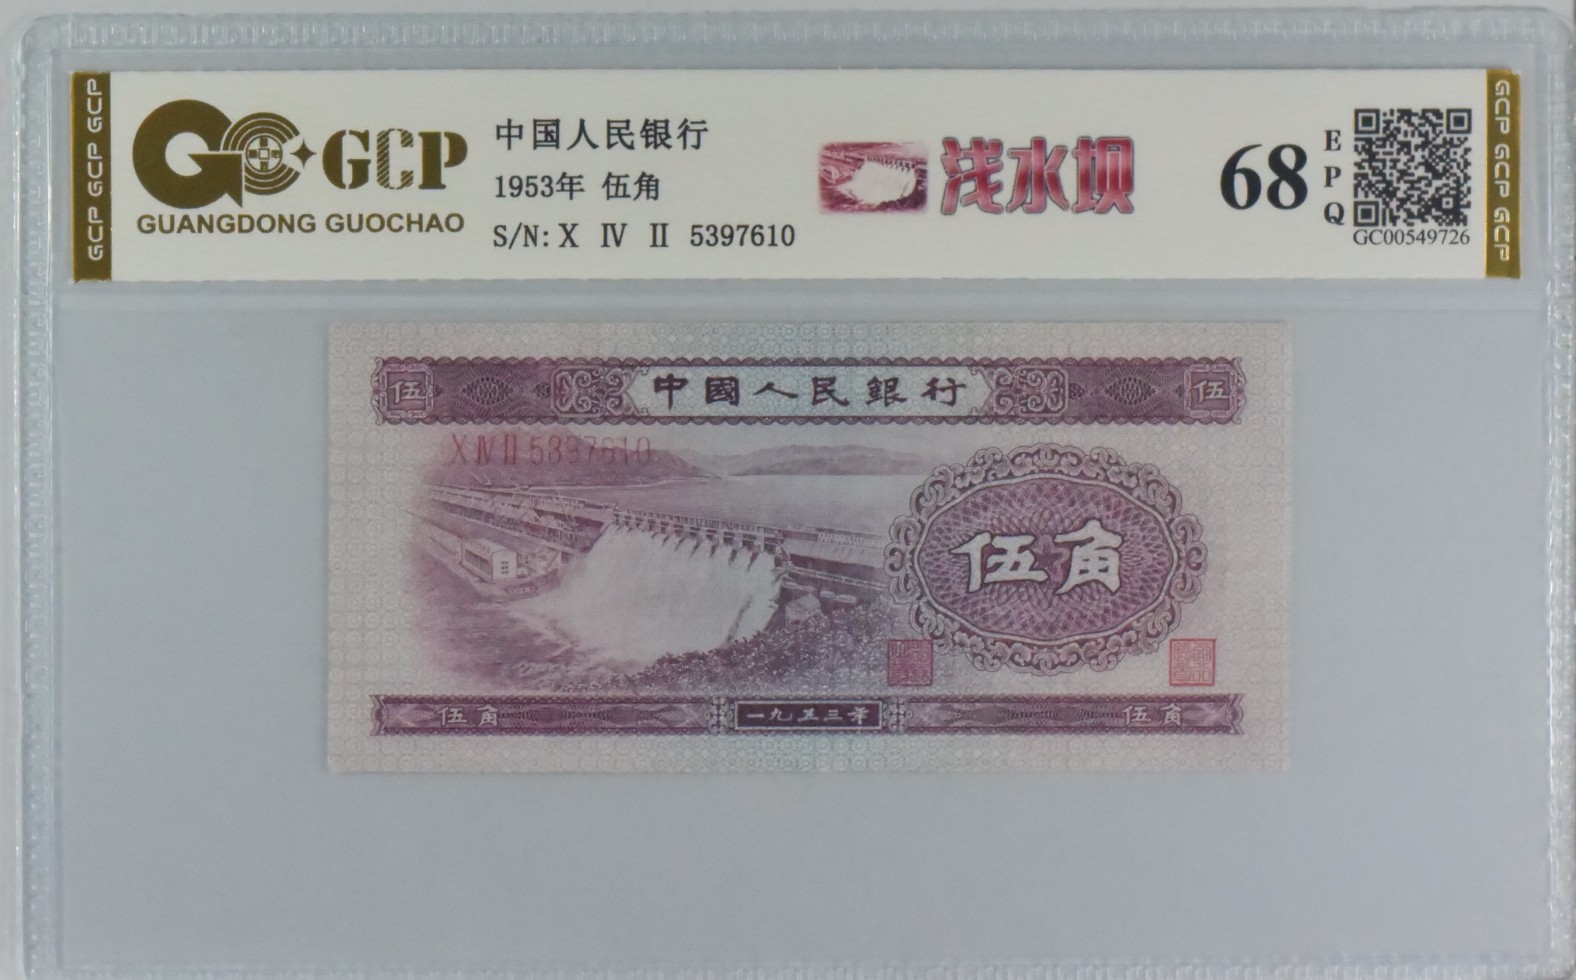 GCP GCP GCP
GCP
GUANGDONG GUOCHAO
中国人民银行
1953年 伍角
S/N: X IV II 5397610
浅水坝
68
EPQ
GC00549726
GCP GCP GCP
伍 中國人民銀行 伍
X IV II 5397610
伍角
伍角 一九五三年 伍角